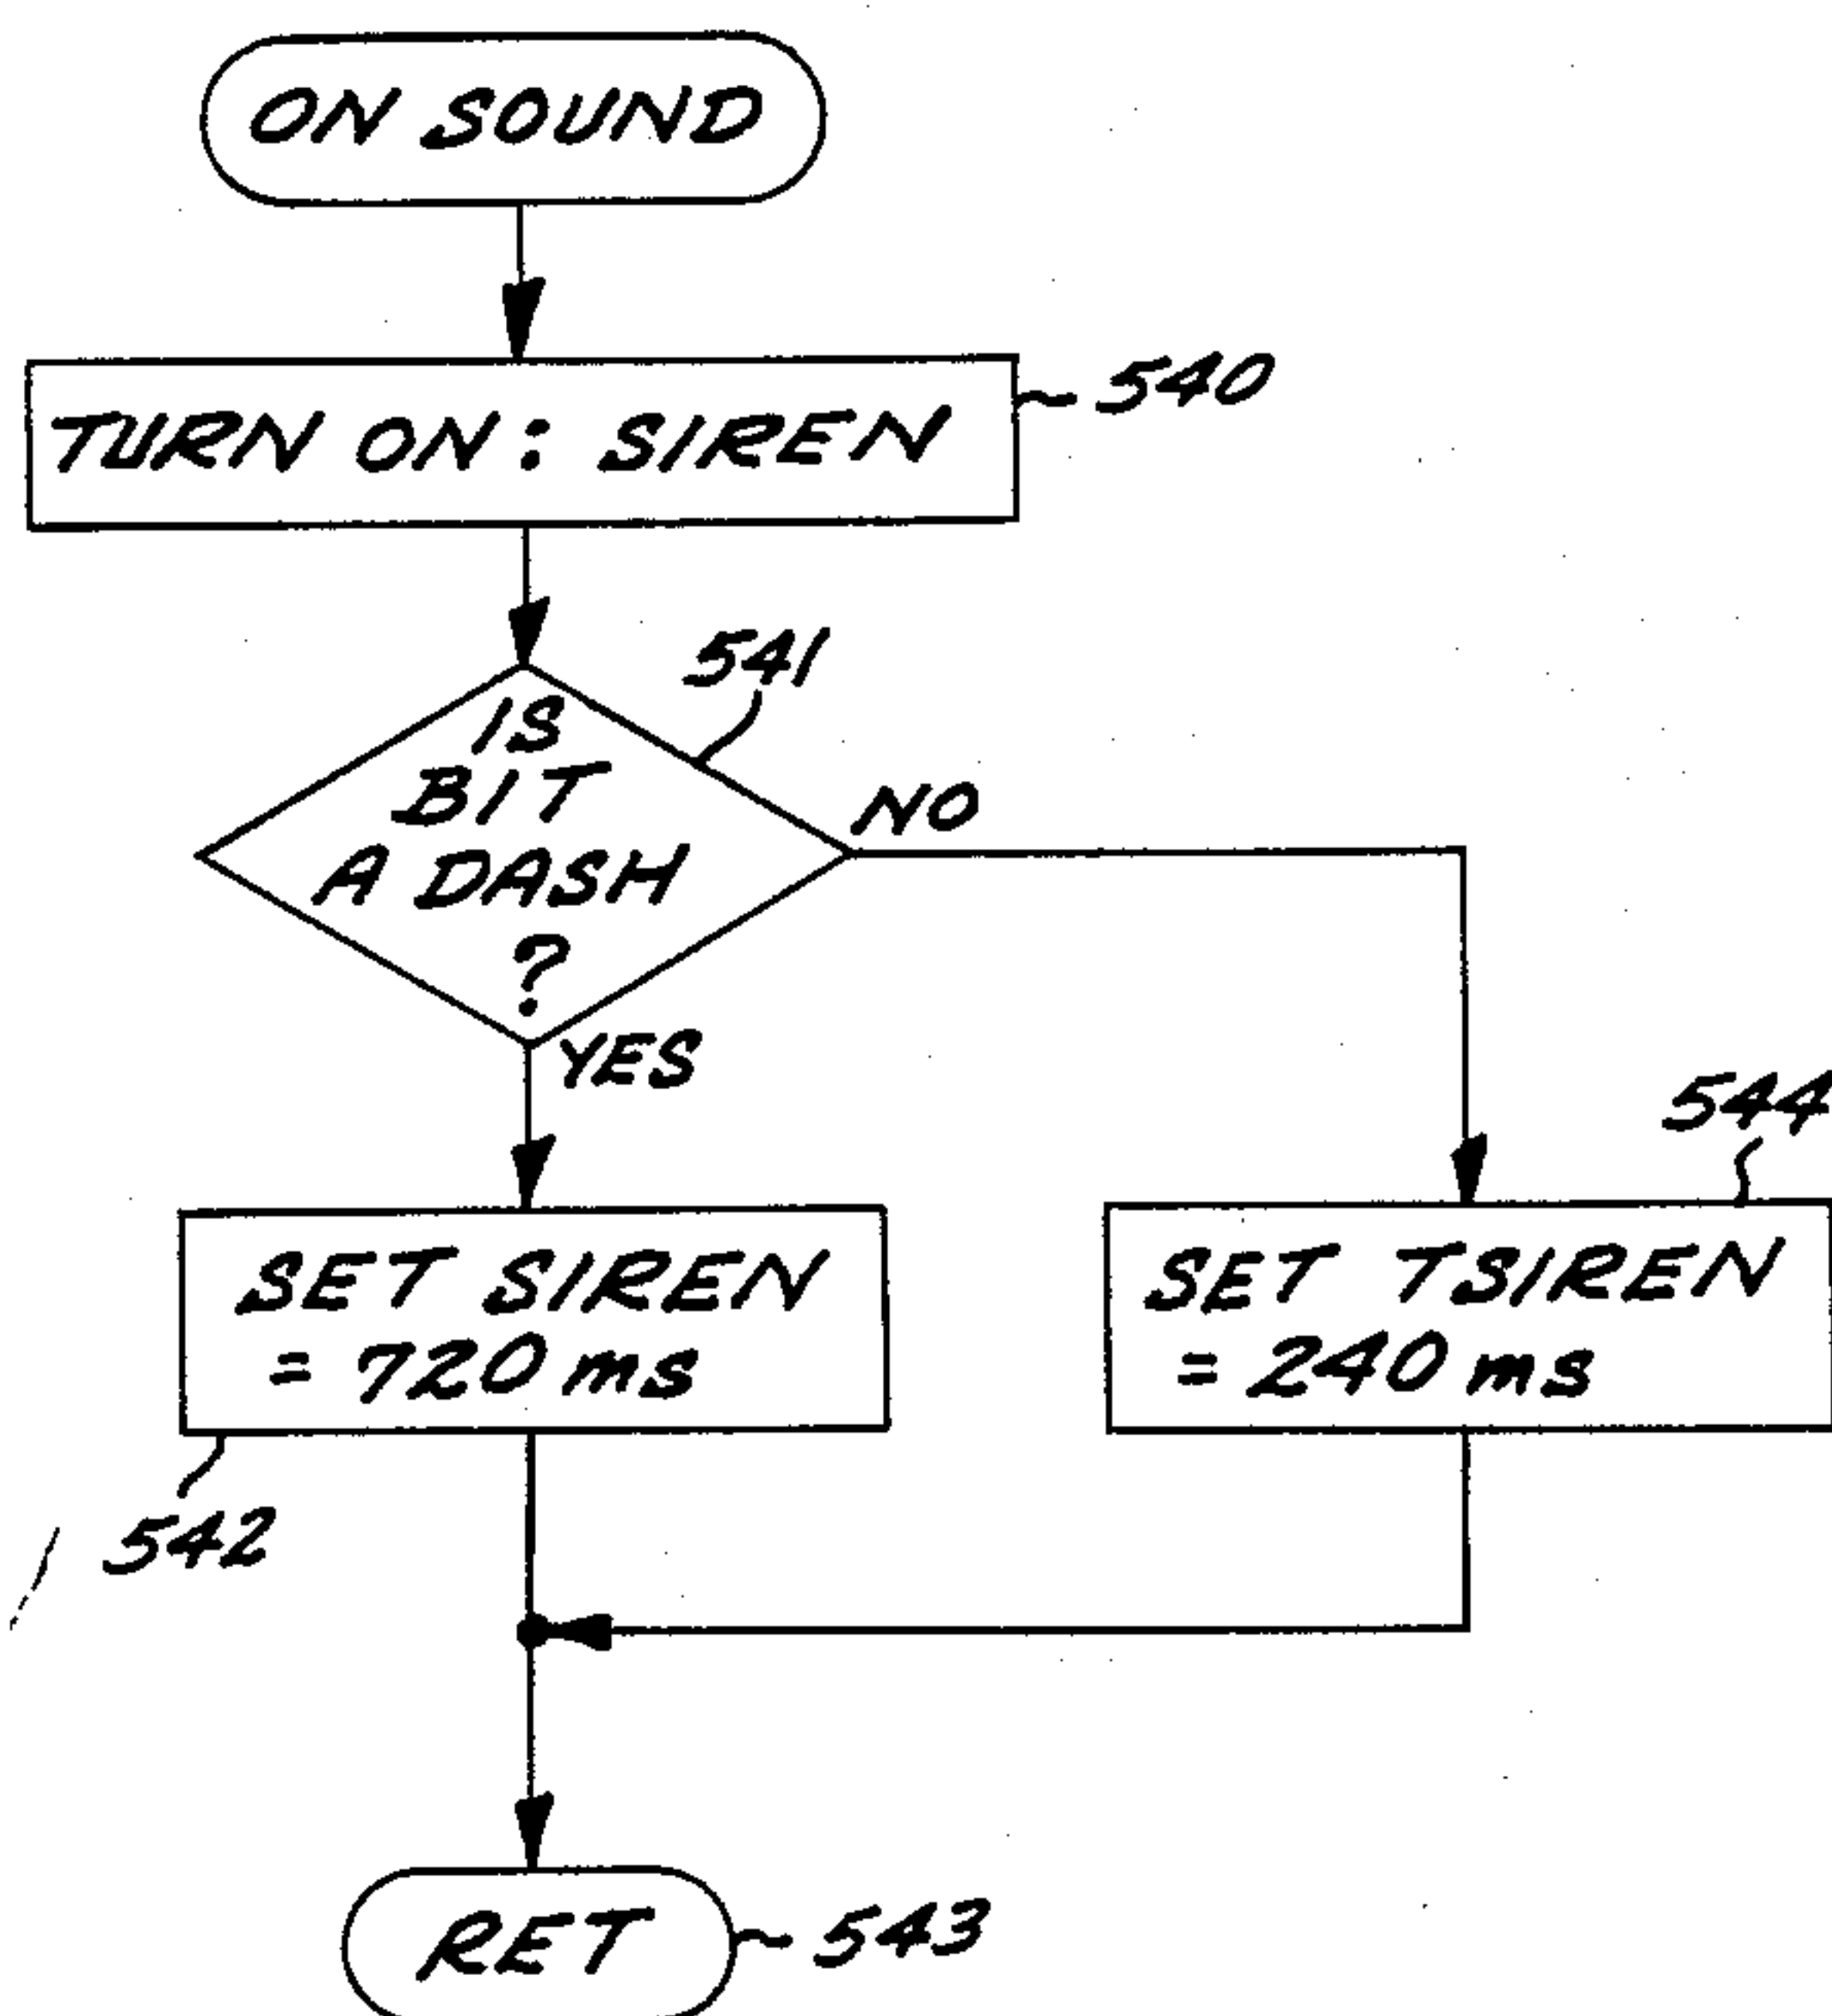 ON SOUND
TURN ON: SIREN
540
541
IS
BIT
A DASH
?
NO
YES
544
SET SIREN
= 720 ms
SET TSIREN
= 240 ms
542
RET
543